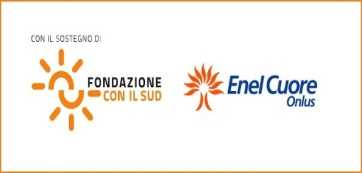 CON IL SOSTEGNO DI
FONDAZIONE
CON IL SUD
Enel Cuore
Onlus